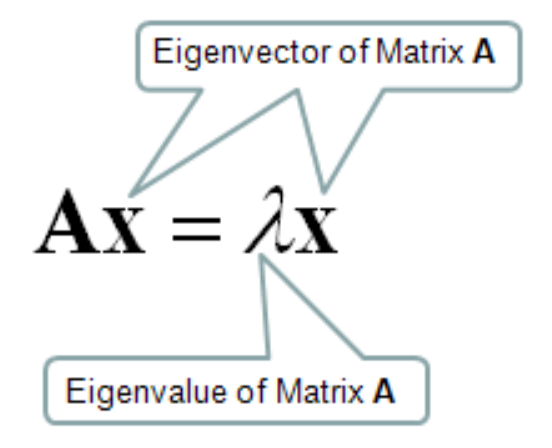 Eigenvector of Matrix A
Ax = λx
Eigenvalue of Matrix A